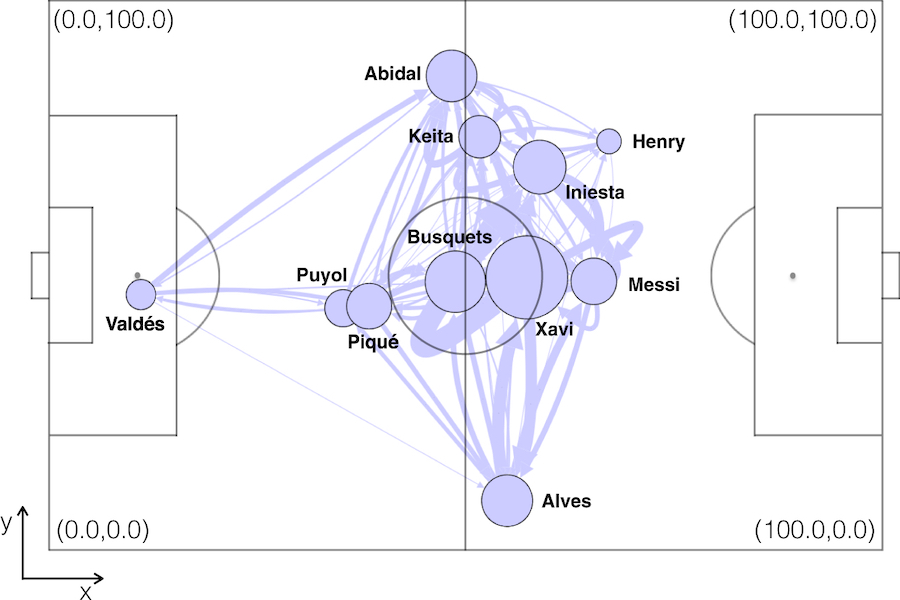 (0.0,100.0)
(100.0,100.0)
Abidal
Keita
Henry
Iniesta
Busquets
Puyol
Messi
Valdés
Xavi
Piqué
Alves
y
(0.0,0.0)
(100.0,0.0)
x